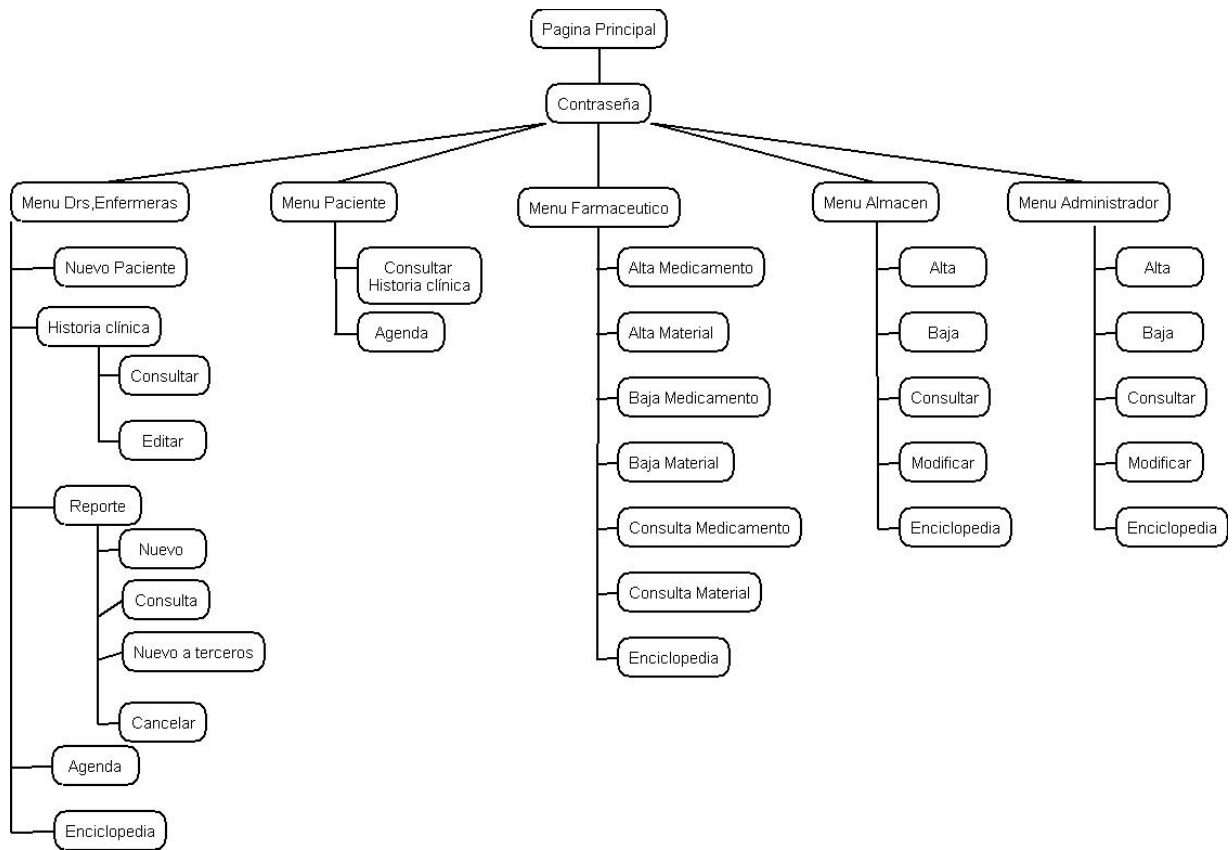 Pagina Principal
Contraseña
Menu Drs,Enfermeras
Nuevo Paciente
Historia clínica
Consultar
Editar
Reporte
Nuevo
Consulta
Nuevo a terceros
Cancelar
Agenda
Enciclopedia
Menu Paciente
Consultar
Historia clínica
Agenda
Menu Farmaceutico
Alta Medicamento
Alta Material
Baja Medicamento
Baja Material
Consulta Medicamento
Consulta Material
Enciclopedia
Menu Almacen
Alta
Baja
Consultar
Modificar
Enciclopedia
Menu Administrador
Alta
Baja
Consultar
Modificar
Enciclopedia